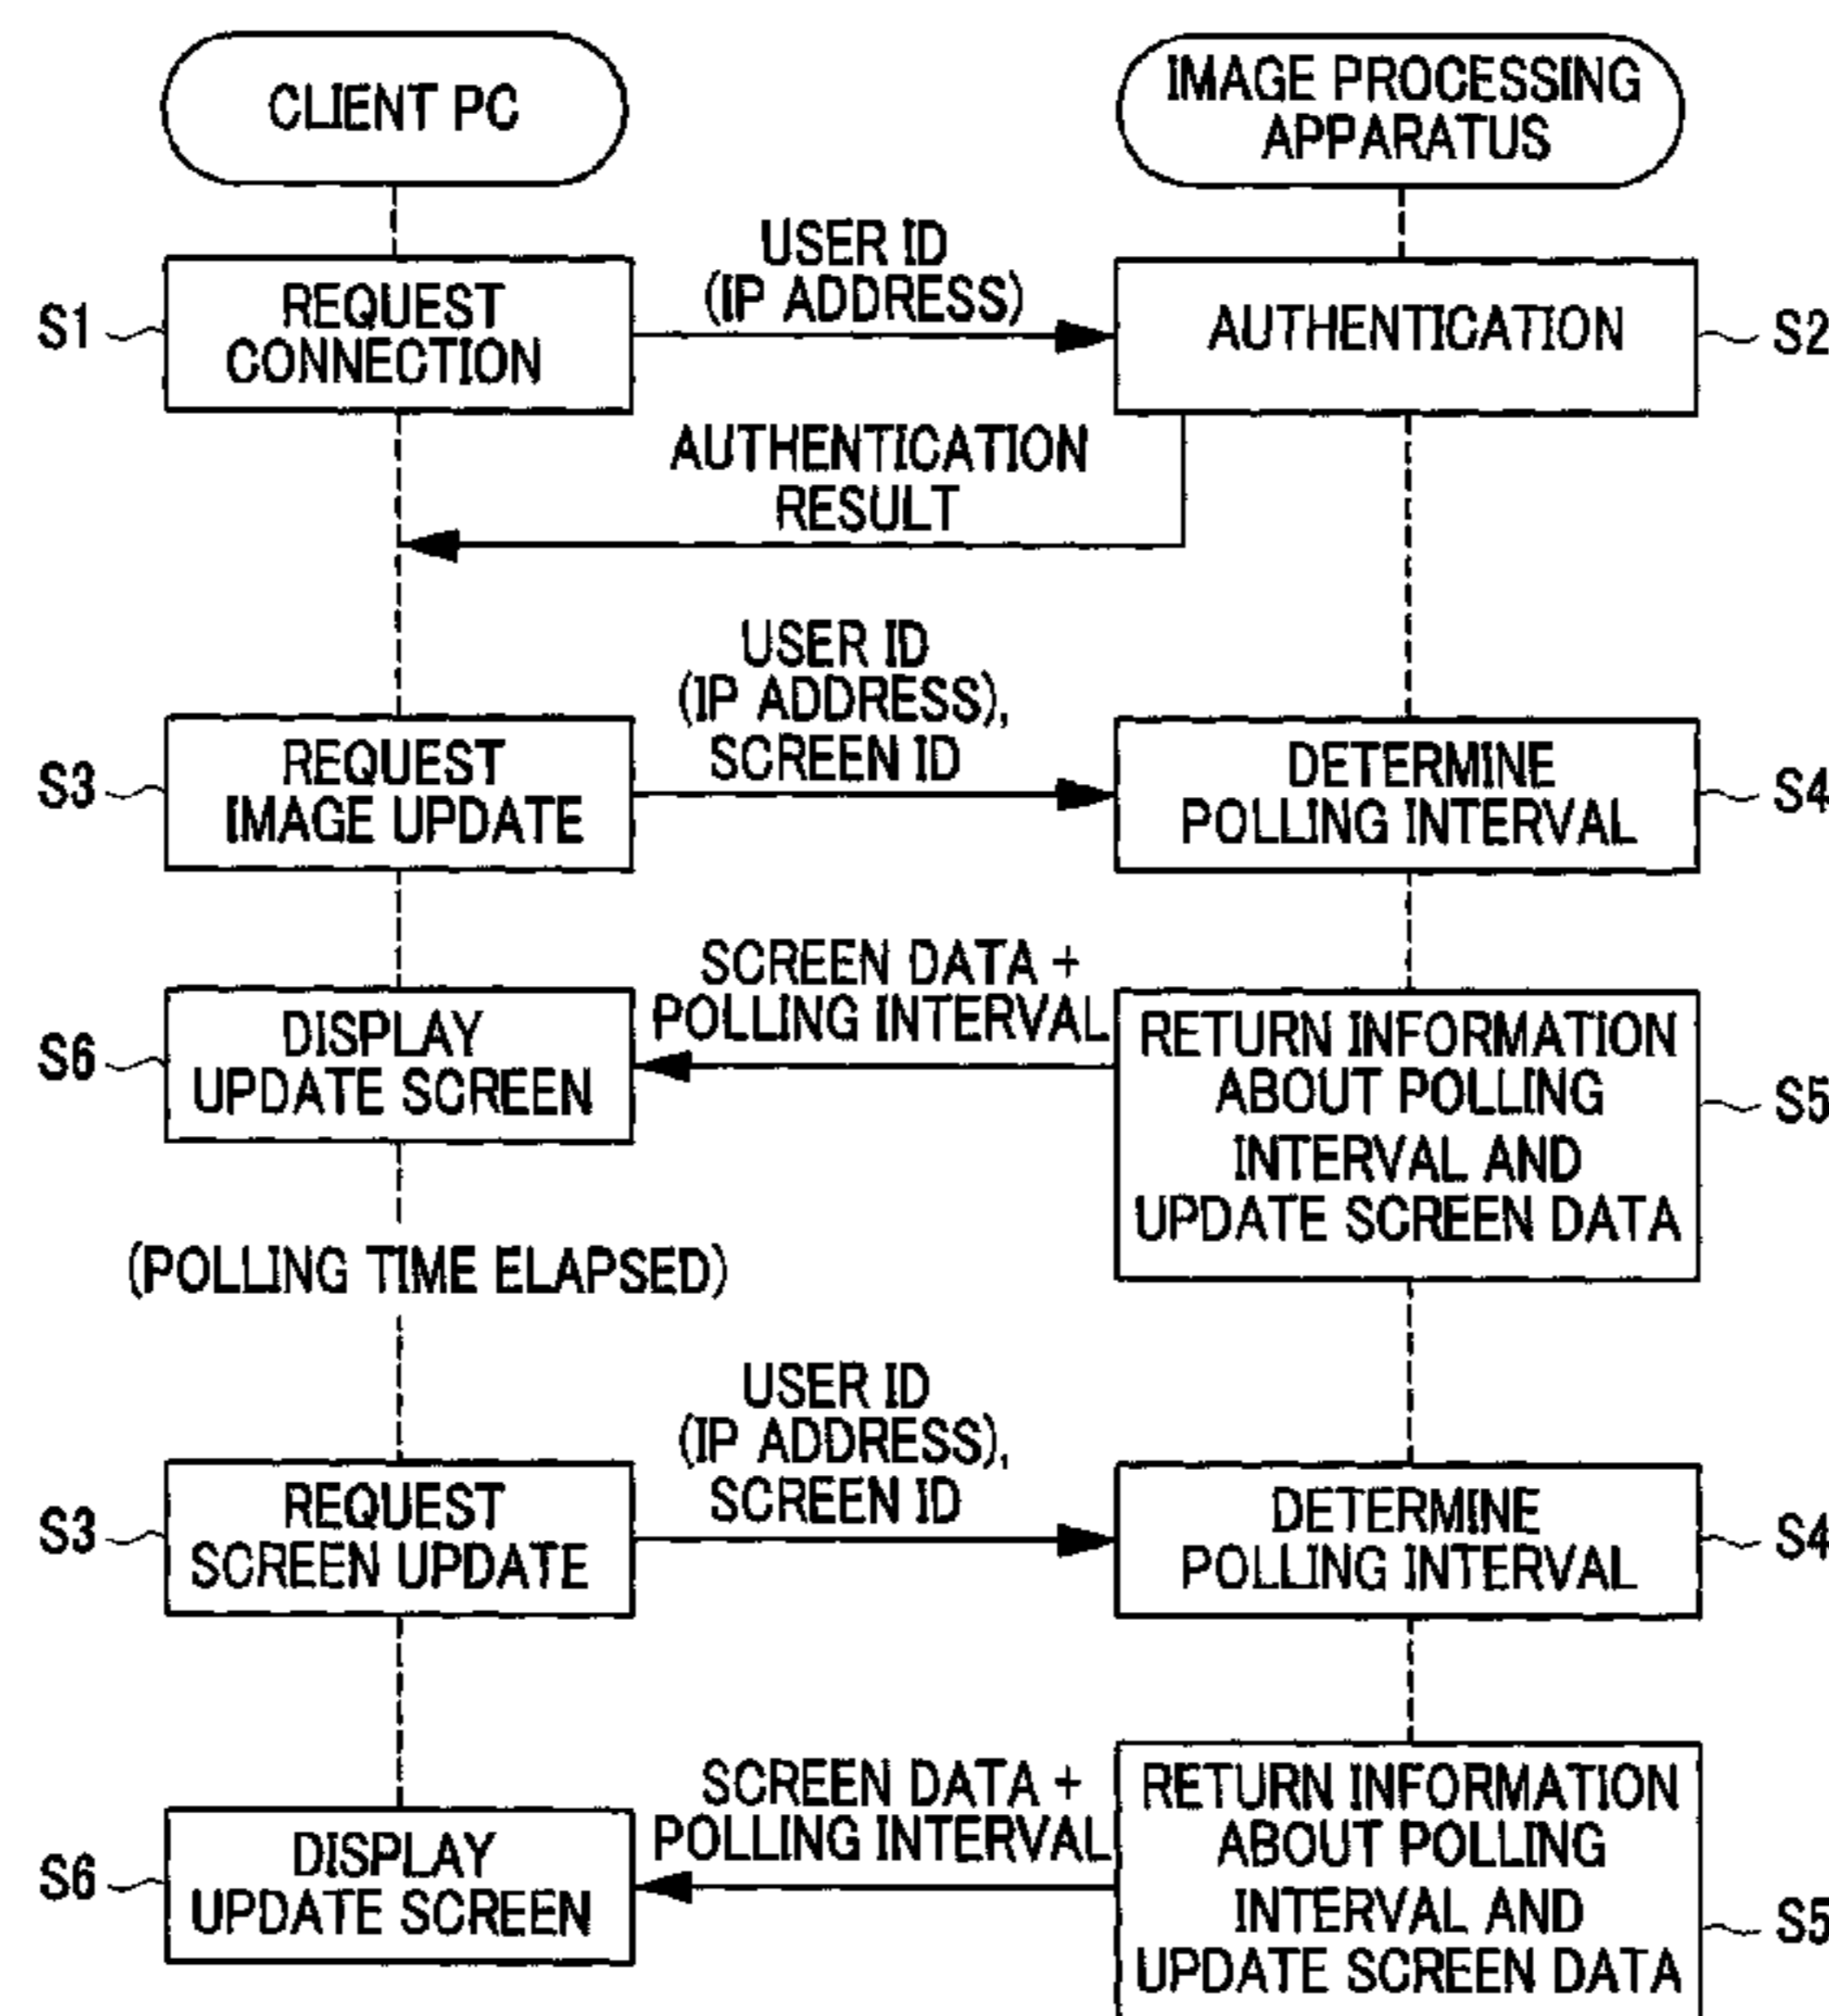 CLIENT PC
IMAGE PROCESSING
APPARATUS
S1
REQUEST
CONNECTION
USER ID
(IP ADDRESS)
AUTHENTICATION
S2
AUTHENTICATION
RESULT
S3
REQUEST
IMAGE UPDATE
USER ID
(IP ADDRESS),
SCREEN ID
DETERMINE
POLLING INTERVAL
S4
S6
DISPLAY
UPDATE SCREEN
SCREEN DATA +
POLLING INTERVAL
RETURN INFORMATION
ABOUT POLLING
INTERVAL AND
UPDATE SCREEN DATA
S5
(POLLING TIME ELAPSED)
S3
REQUEST
SCREEN UPDATE
USER ID
(IP ADDRESS),
SCREEN ID
DETERMINE
POLLING INTERVAL
S4
S6
DISPLAY
UPDATE SCREEN
SCREEN DATA +
POLLING INTERVAL
RETURN INFORMATION
ABOUT POLLING
INTERVAL AND
UPDATE SCREEN DATA
S5